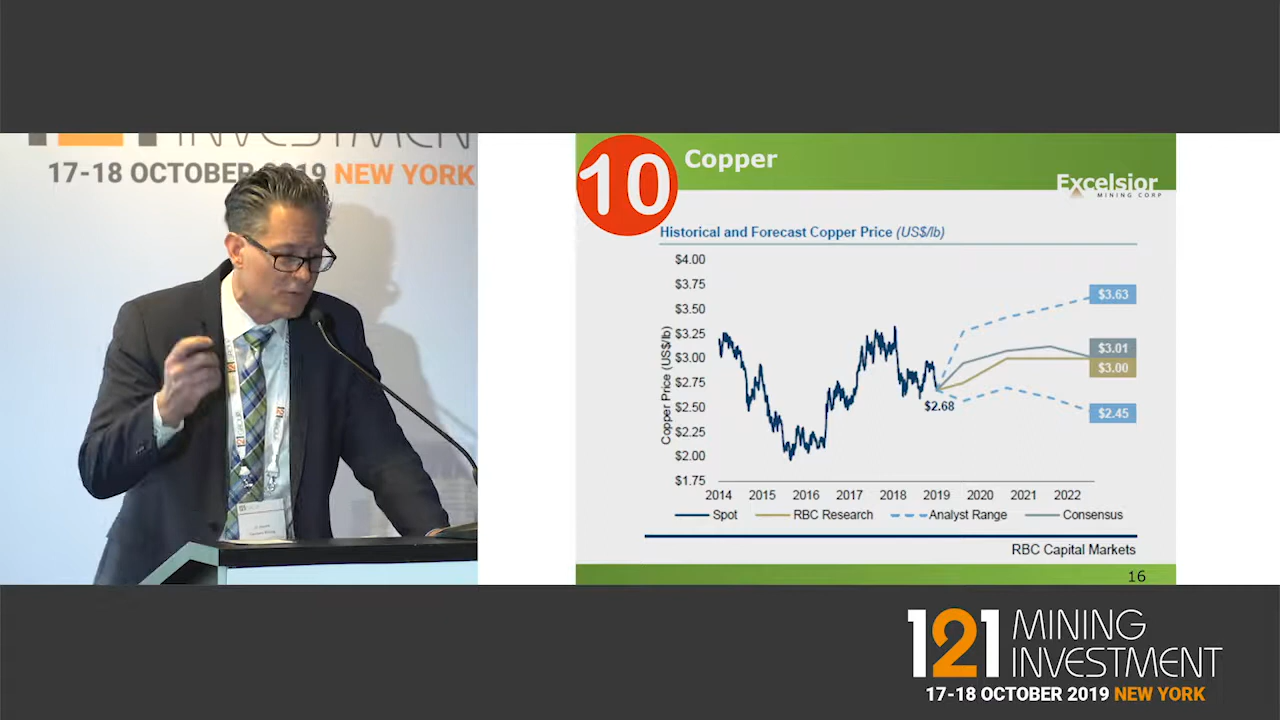 121 INVESTMENT
17-18 OCTOBER 2019 NEW YORK
121
10
Copper
Excelsior
MINING CORP
Historical and Forecast Copper Price (US$/lb)
Copper Price (US$/lb)
$4.00
$3.75
$3.50
$3.25
$3.00
$2.75
$2.50
$2.25
$2.00
$1.75
$3.63
$3.01
$3.00
$2.45
$2.68
2014 2015 2016 2017 2018 2019 2020 2021 2022
Spot RBC Research Analyst Range Consensus
RBC Capital Markets
16
121 MINING
INVESTMENT
17-18 OCTOBER 2019 NEW YORK